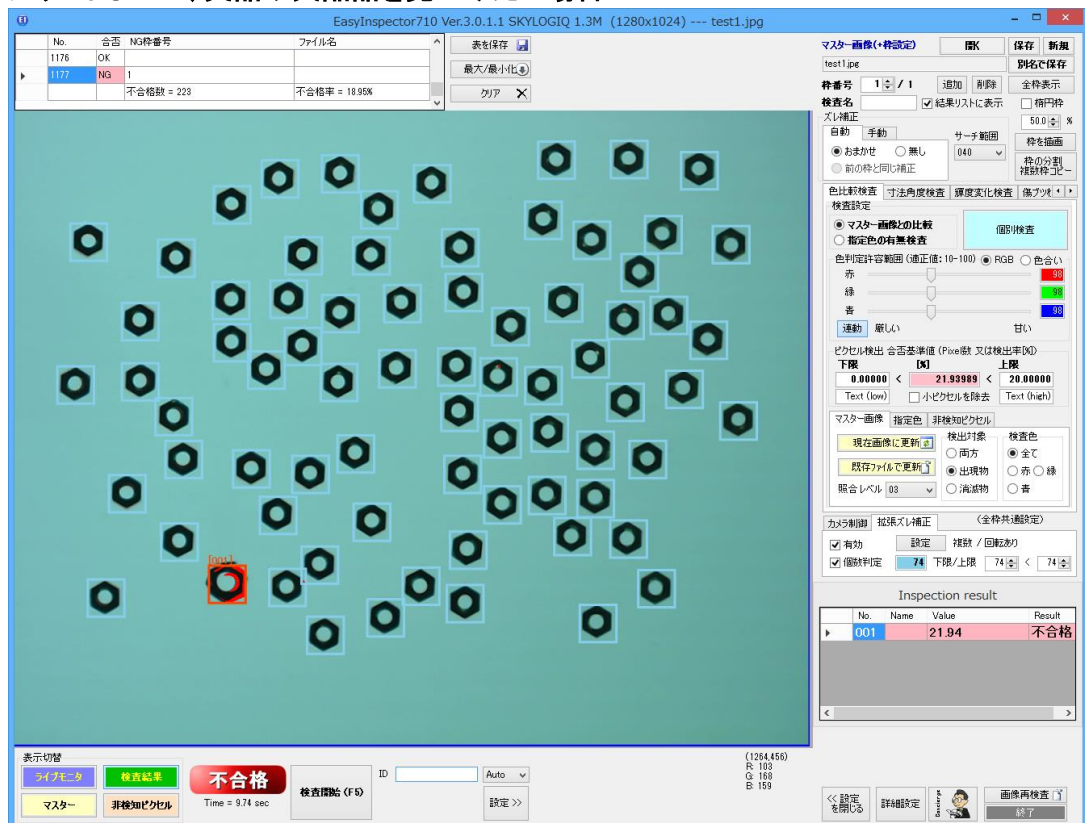 EasyInspector710 Ver.3.0.1.1 SKYLOGIQ 1.3M (1280x1024) --- test1.jpg
No. 合否 NG枠番号 ファイル名
1176 OK
1177 NG 1
不合格数 = 223 不合格率 = 18.95%
表を保存
最大/最小化
クリア
マスター画像(+枠設定) 開く 保存 新規
test1.jpg 別名で保存
枠番号 1 / 1 追加 削除 全枠表示
検査名 結果リストに表示 楕円枠
ズレ補正 50.0 %
自動 手動 サーチ範囲 枠を描画
おまかせ 無し 040
前の枠と同じ補正 枠の分割
複数枠コピー
色比較検査 寸法角度検査 輝度変化検査 傷ブツ検
検査設定
マスター画像との比較 個別検査
指定色の有無検査
色判定許容範囲 (適正値: 10-100) RGB 色合い
赤 98
緑 98
青 98
連動 厳しい 甘い
ピクセル検出 合否基準値 (Pixel数 又は検出率[%])
下限 [%] 上限
0.00000 < 21.93989 < 20.00000
Text (low) 小ピクセルを除去 Text (high)
マスター画像 指定色 非検知ピクセル
現在画像に更新 検出対象 検査色
両方 全て
既存ファイルで更新 出現物 赤 緑
照合レベル 03 消滅物 青
カメラ制御 拡張ズレ補正 (全枠共通設定)
有効 設定 複数 / 回転あり
個数判定 74 下限/上限 74 < 74
[001]
Inspection result
No. Name Value Result
001 21.94 不合格
表示切替
ライブモニタ 検査結果
マスター 非検知ピクセル
不合格
Time = 9.74 sec
検査開始 (F5)
ID Auto
設定 >>
(1264,456)
R: 103
G: 168
B: 159
<< 設定
を閉じる
詳細設定
Concierge
画像再検査
終了